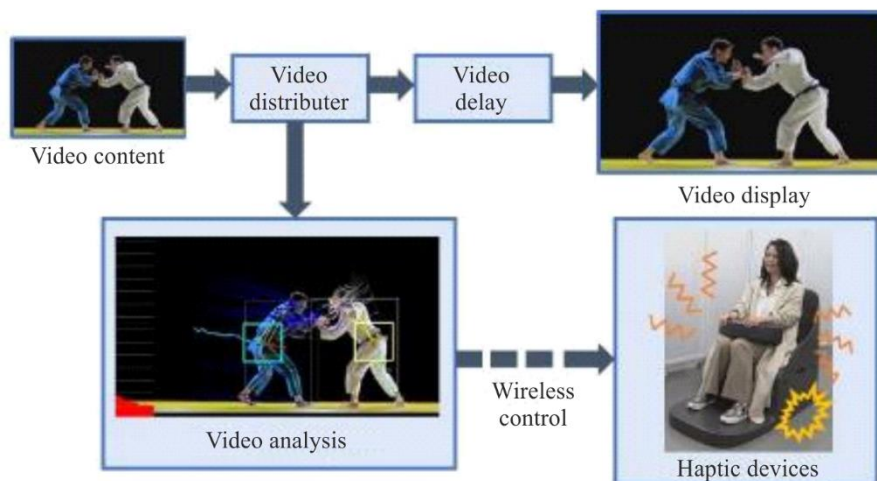 Video
distributer
Video
delay
Video content
Video display
Video analysis
Wireless
control
Haptic devices